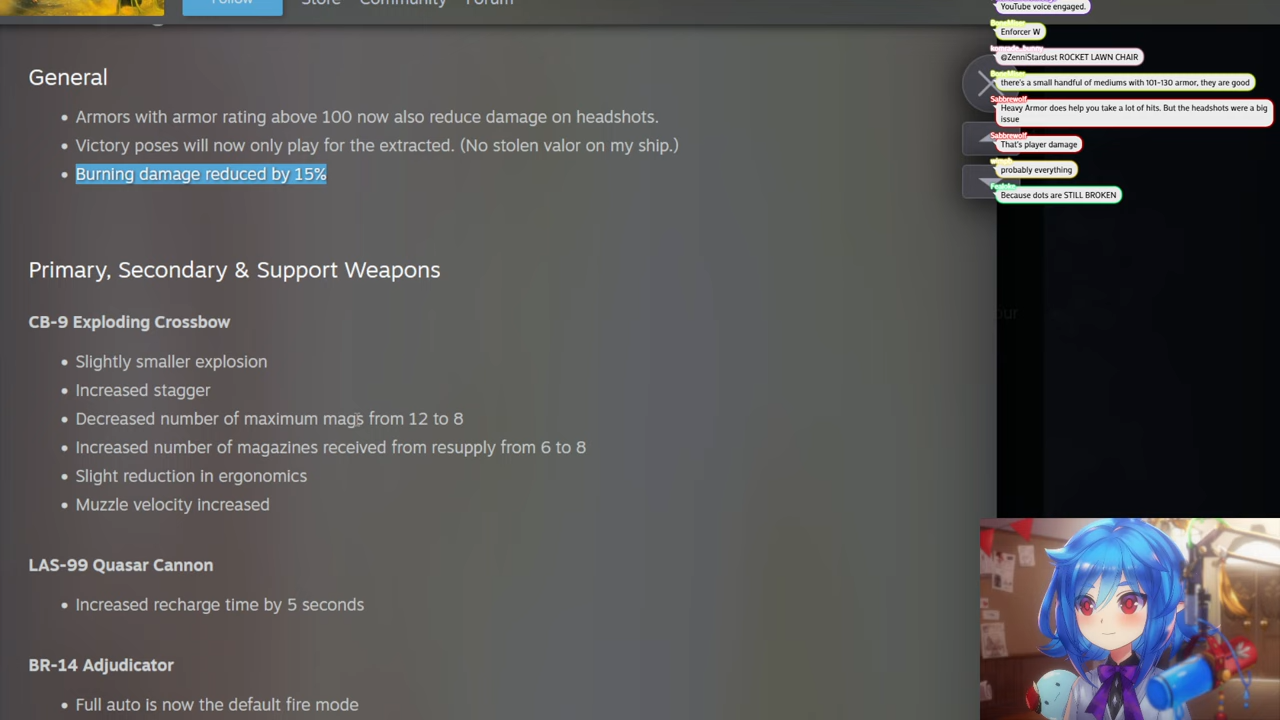 Follow
Store
Community
Forum
General
Armors with armor rating above 100 now also reduce damage on headshots.
Victory poses will now only play for the extracted. (No stolen valor on my ship.)
Burning damage reduced by 15%
Primary, Secondary & Support Weapons
CB-9 Exploding Crossbow
Slightly smaller explosion
Increased stagger
Decreased number of maximum mags from 12 to 8
Increased number of magazines received from resupply from 6 to 8
Slight reduction in ergonomics
Muzzle velocity increased
LAS-99 Quasar Cannon
Increased recharge time by 5 seconds
BR-14 Adjudicator
Full auto is now the default fire mode
YouTube voice engaged.
Enforcer W
@ZenniStardust ROCKET LAWN CHAIR
there's a small handful of mediums with 101-130 armor, they are good
Sabbrewolf
Heavy Armor does help you take a lot of hits. But the headshots were a big
issue
Sabbrewolf
That's player damage
probably everything
Because dots are STILL BROKEN